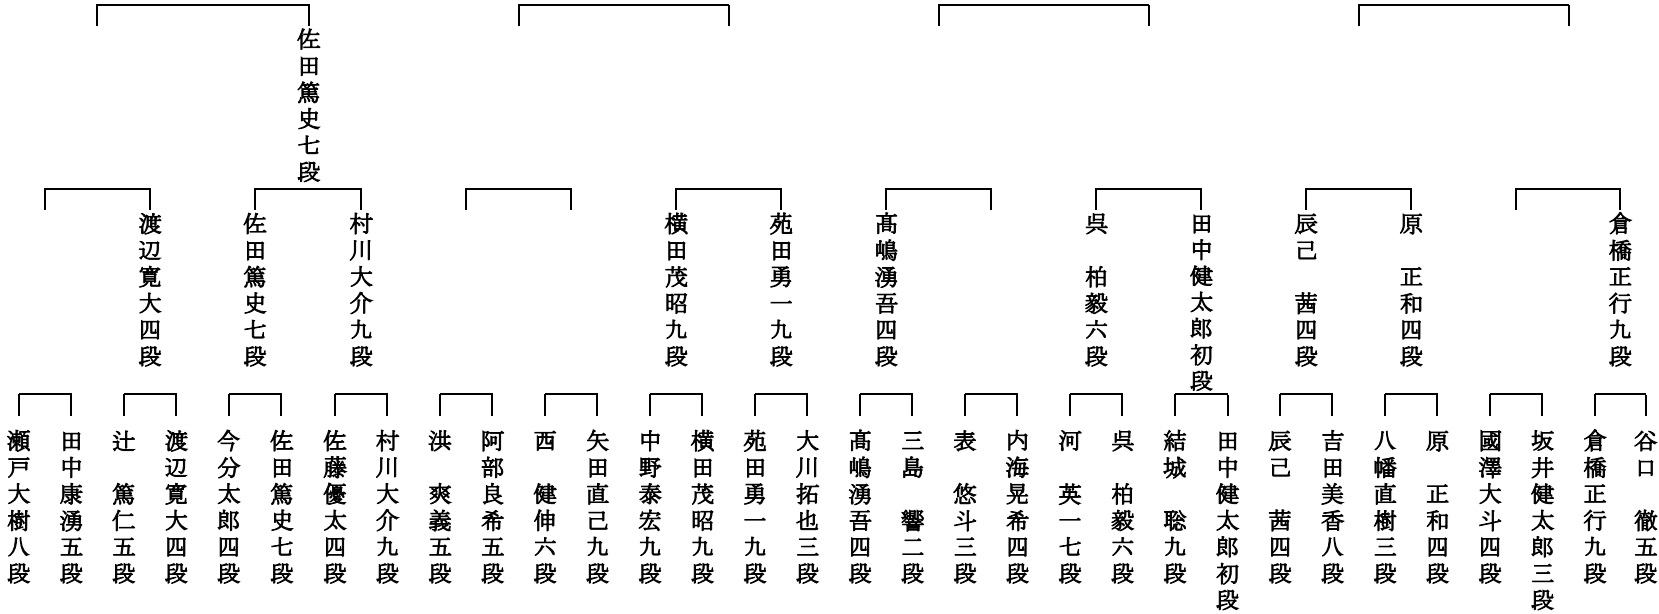 佐田篤史七段
渡辺寛大四段
佐田篤史七段
村川大介九段
横田茂昭九段
苑田勇一九段
髙嶋湧吾四段
呉　柏毅六段
田中健太郎初段
辰己　茜四段
原　正和四段
倉橋正行九段
瀬戸大樹八段
田中康湧五段
辻　篤仁五段
渡辺寛大四段
今分太郎四段
佐田篤史七段
佐藤優太四段
村川大介九段
洪　爽義五段
阿部良希五段
西　健伸六段
矢田直己九段
中野泰宏九段
横田茂昭九段
苑田勇一九段
大川拓也三段
髙嶋湧吾四段
三島　響二段
表　悠斗三段
内海晃希四段
河　英一七段
呉　柏毅六段
結城　聡九段
田中健太郎初段
辰己　茜四段
吉田美香八段
八幡直樹三段
原　正和四段
國澤大斗四段
坂井健太郎三段
倉橋正行九段
谷口　徹五段